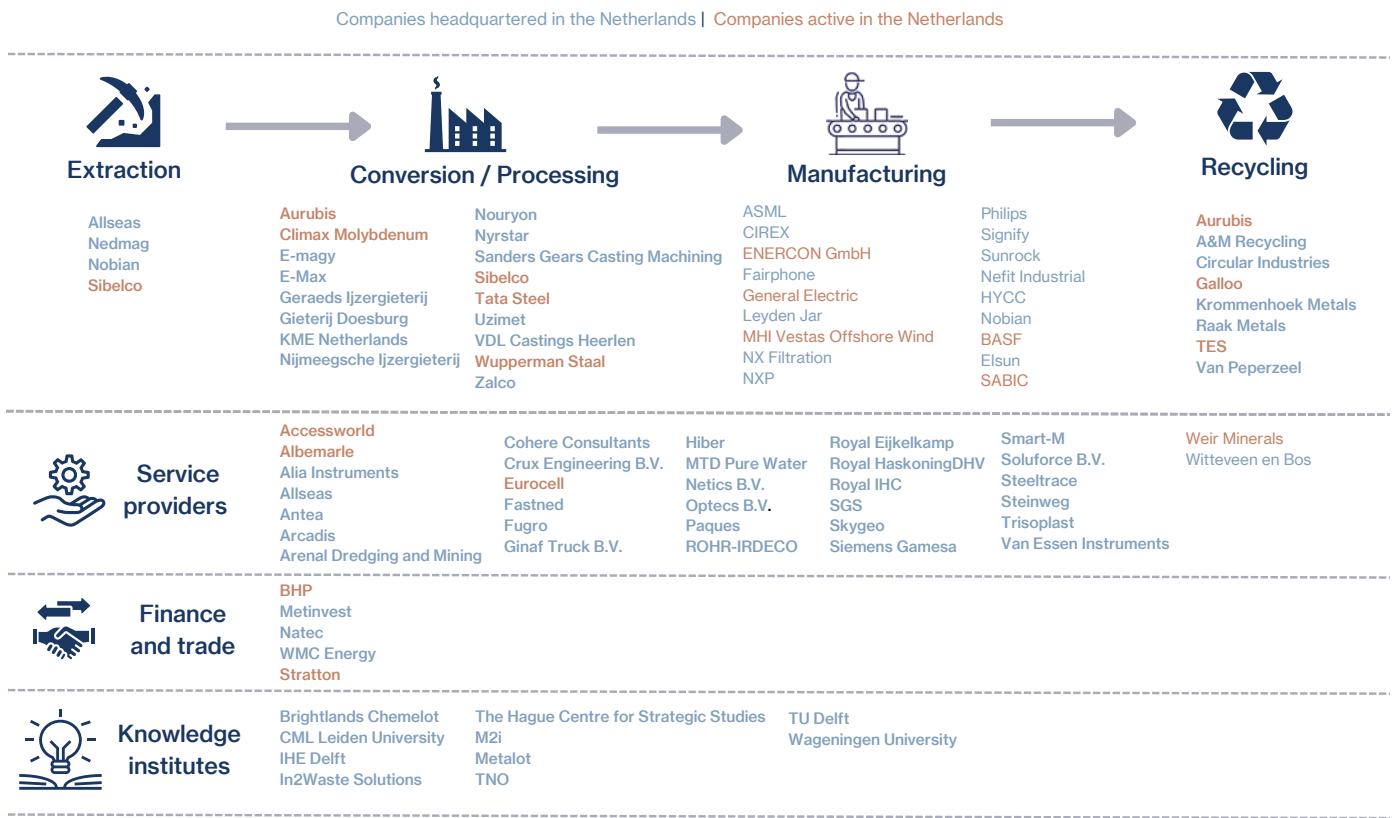 Companies headquartered in the Netherlands | Companies active in the Netherlands
Extraction
Allseas
Nedmag
Nobian
Sibelco
Conversion / Processing
Aurubis
Climax Molybdenum
E-magy
E-Max
Geraeds Ijzergieterij
Gieterij Doesburg
KME Netherlands
Nijmeegsche Ijzergieterij
Nouryon
Nyrstar
Sanders Gears Casting Machining
Sibelco
Tata Steel
Uzimet
VDL Castings Heerlen
Wupperman Staal
Zalco
Manufacturing
ASML
CIREX
ENERCON GmbH
Fairphone
General Electric
Leyden Jar
MHI Vestas Offshore Wind
NX Filtration
NXP
Philips
Signify
Sunrock
Nefit Industrial
HYCC
Nobian
BASF
Elsun
SABIC
Recycling
Aurubis
A&M Recycling
Circular Industries
Galloo
Krommenhoek Metals
Raak Metals
TES
Van Peperzeel
Service
providers
Accessworld
Albemarle
Alia Instruments
Allseas
Antea
Arcadis
Arenal Dredging and Mining
Cohere Consultants
Crux Engineering B.V.
Eurocell
Fastned
Fugro
Ginaf Truck B.V.
Hiber
MTD Pure Water
Netics B.V.
Optecs B.V.
Paques
ROHR-IRDECO
Royal Eijkelkamp
Royal HaskoningDHV
Royal IHC
SGS
Skygeo
Siemens Gamesa
Smart-M
Soluforce B.V.
Steeltrace
Steinweg
Trisoplast
Van Essen Instruments
Weir Minerals
Witteveen en Bos
Finance
and trade
BHP
Metinvest
Natec
WMC Energy
Stratton
Knowledge
institutes
Brightlands Chemelot
CML Leiden University
IHE Delft
In2Waste Solutions
The Hague Centre for Strategic Studies
M2i
Metalot
TNO
TU Delft
Wageningen University